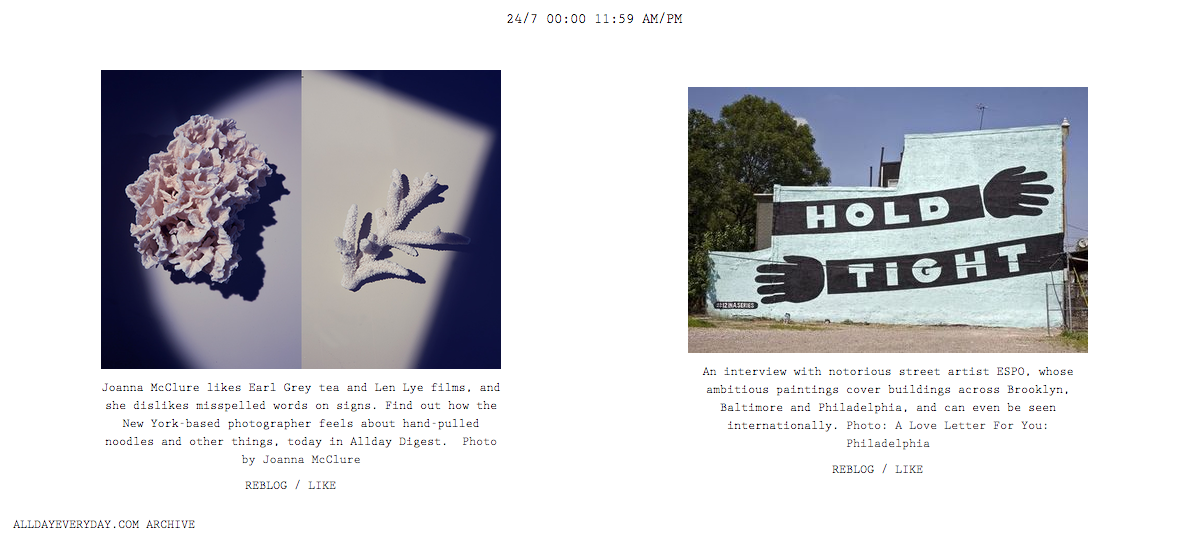 24/7 00:00 11:59 AM/PM
Joanna McClure likes Earl Grey tea and Len Lye films, and
she dislikes misspelled words on signs. Find out how the
New York-based photographer feels about hand-pulled
noodles and other things, today in Allday Digest. Photo
by Joanna McClure
REBLOG / LIKE
HOLD
TIGHT
#12 IN A SERIES
An interview with notorious street artist ESPO, whose
ambitious paintings cover buildings across Brooklyn,
Baltimore and Philadelphia, and can even be seen
internationally. Photo: A Love Letter For You:
Philadelphia
REBLOG / LIKE
ALLDAYEVERYDAY.COM ARCHIVE